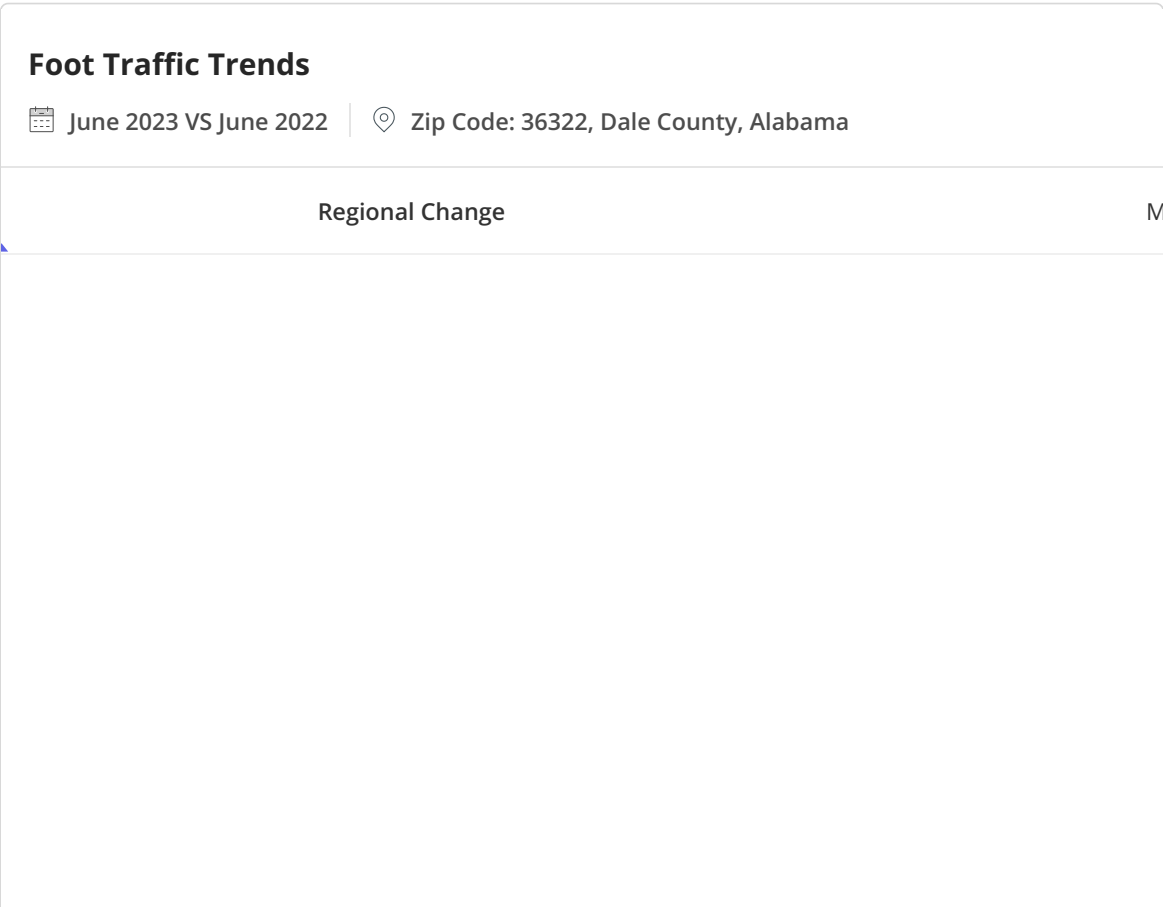 Foot Traffic Trends
June 2023 VS June 2022 Zip Code: 36322, Dale County, Alabama
Regional Change M